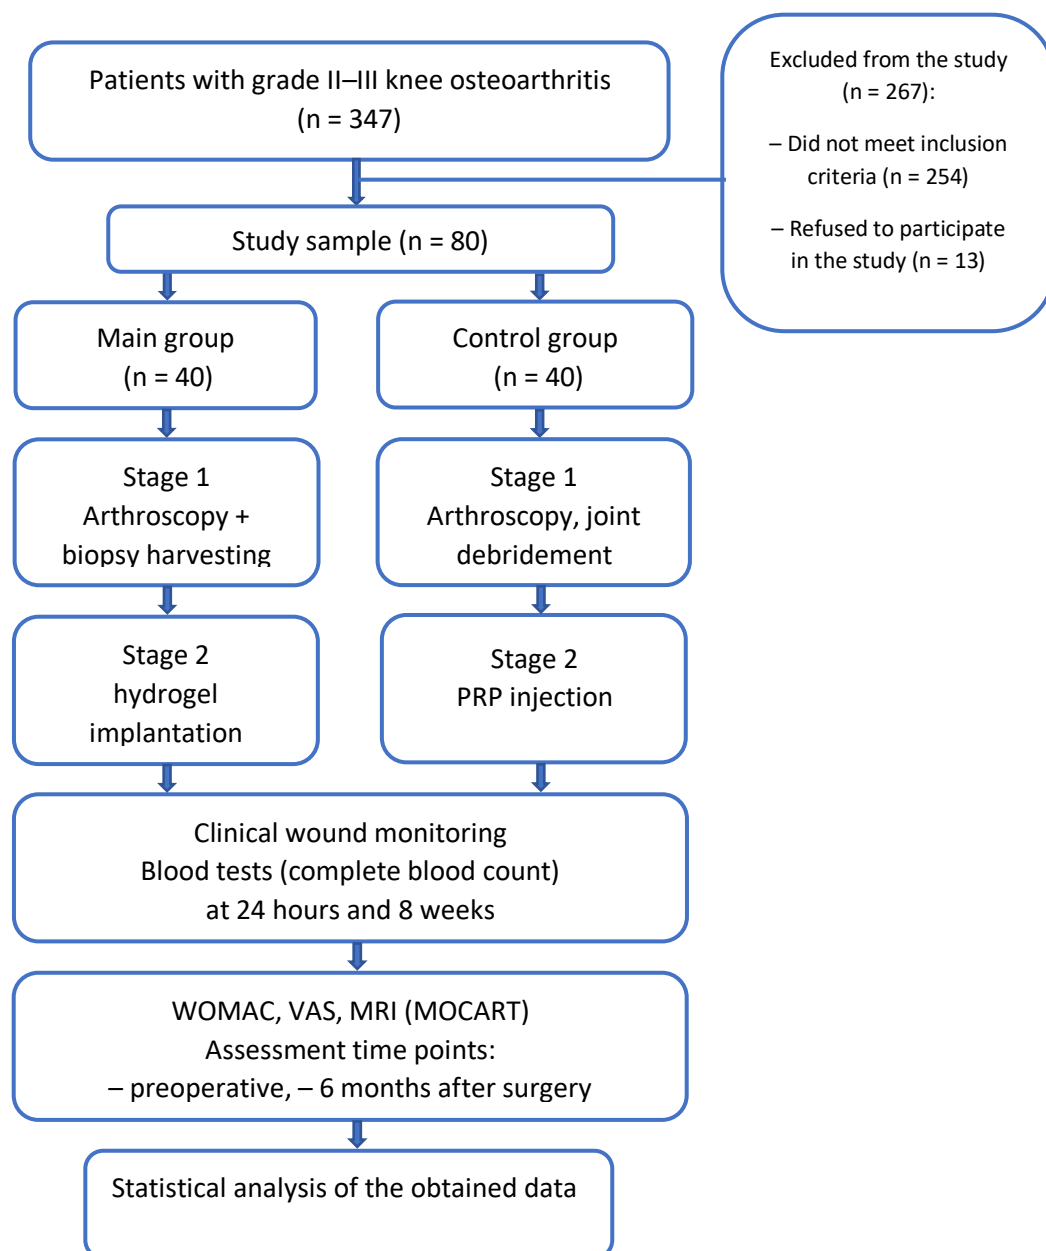 Patients with grade II–III knee osteoarthritis
(n = 347)
Excluded from the study
(n = 267):
– Did not meet inclusion
criteria (n = 254)
– Refused to participate
in the study (n = 13)
Study sample (n = 80)
Main group
(n = 40)
Control group
(n = 40)
Stage 1
Arthroscopy +
biopsy harvesting
Stage 1
Arthroscopy, joint
debridement
Stage 2
hydrogel
implantation
Stage 2
PRP injection
Clinical wound monitoring
Blood tests (complete blood count)
at 24 hours and 8 weeks
WOMAC, VAS, MRI (MOCART)
Assessment time points:
– preoperative, – 6 months after surgery
Statistical analysis of the obtained data